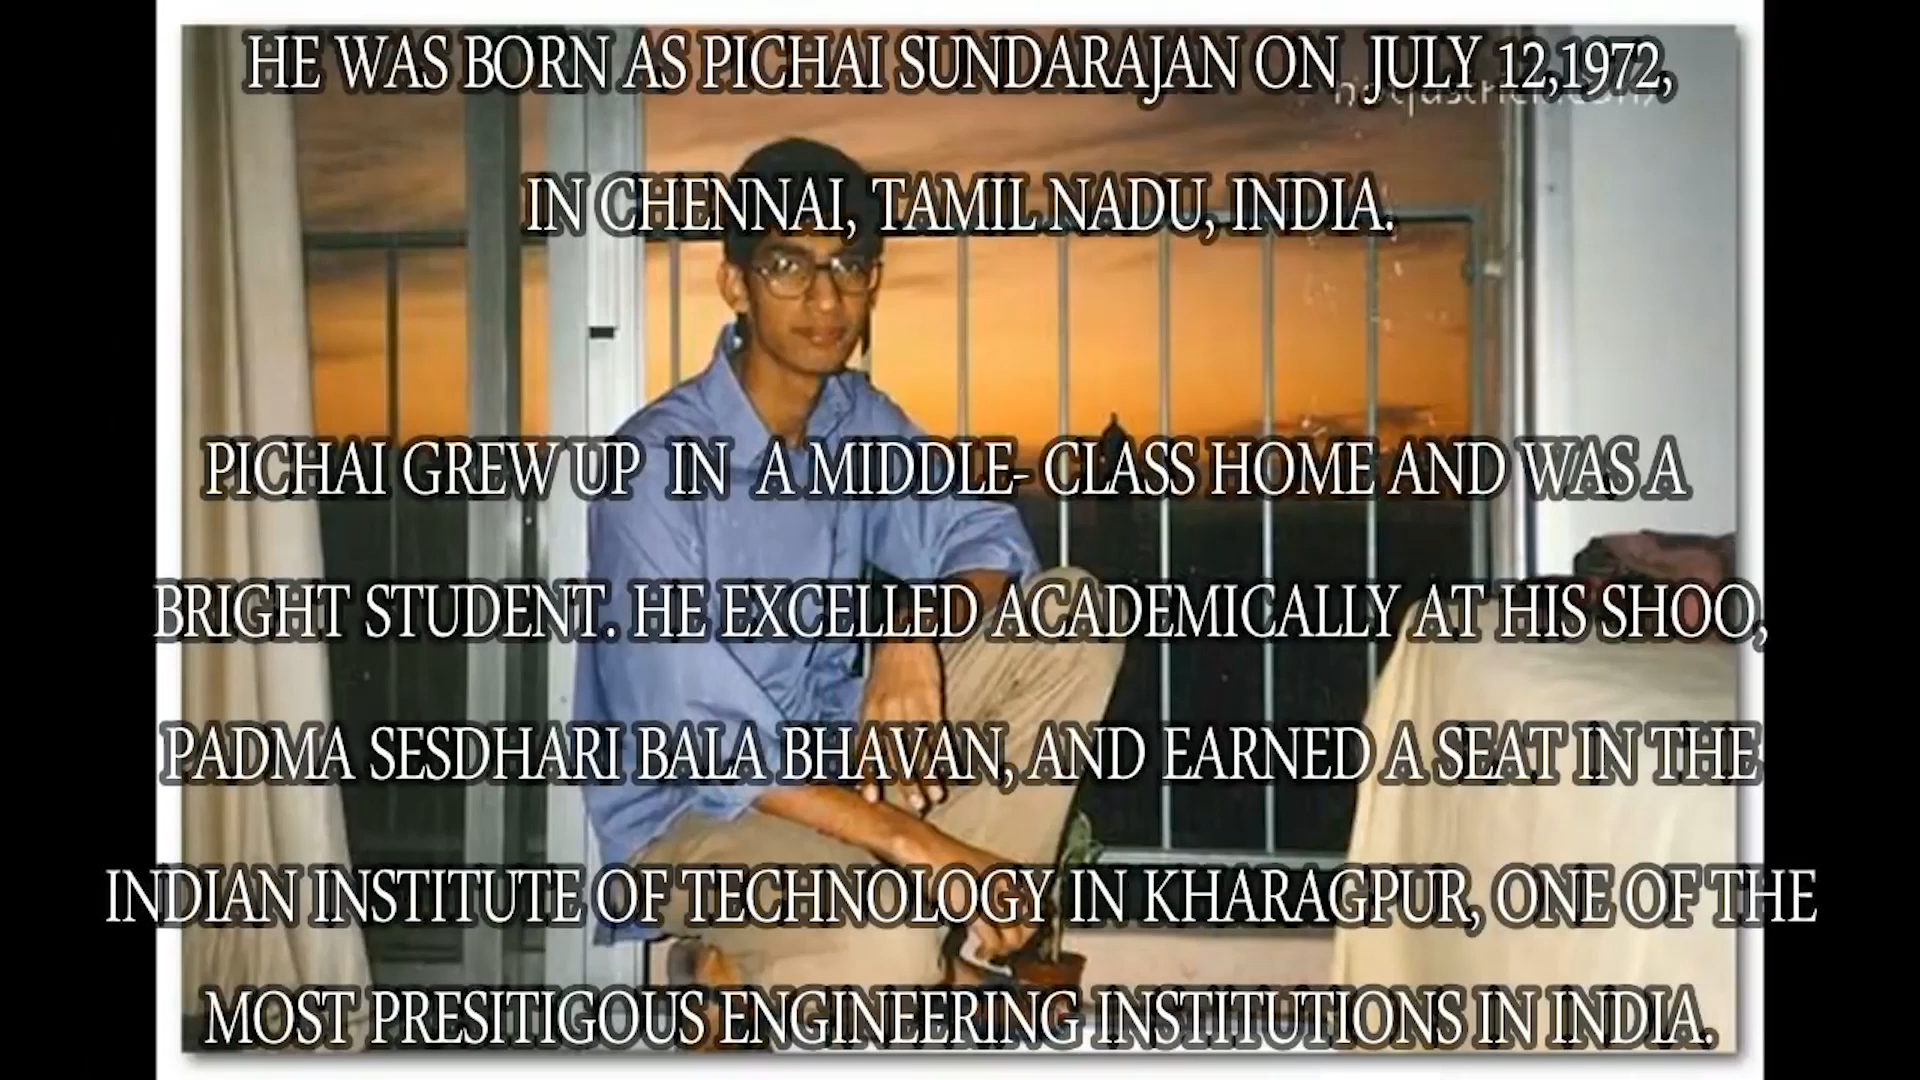 HE WAS BORN AS PICHAI SUNDARAJAN ON JULY 12,1972,
IN CHENNAI, TAMIL NADU, INDIA.
PICHAI GREW UP IN A MIDDLE- CLASS HOME AND WAS A
BRIGHT STUDENT. HE EXCELLED ACADEMICALLY AT HIS SHOO,
PADMA SESDHARI BALA BHAVAN, AND EARNED A SEAT IN THE
INDIAN INSTITUTE OF TECHNOLOGY IN KHARAGPUR, ONE OF THE
MOST PRESITIGOUS ENGINEERING INSTITUTIONS IN INDIA.